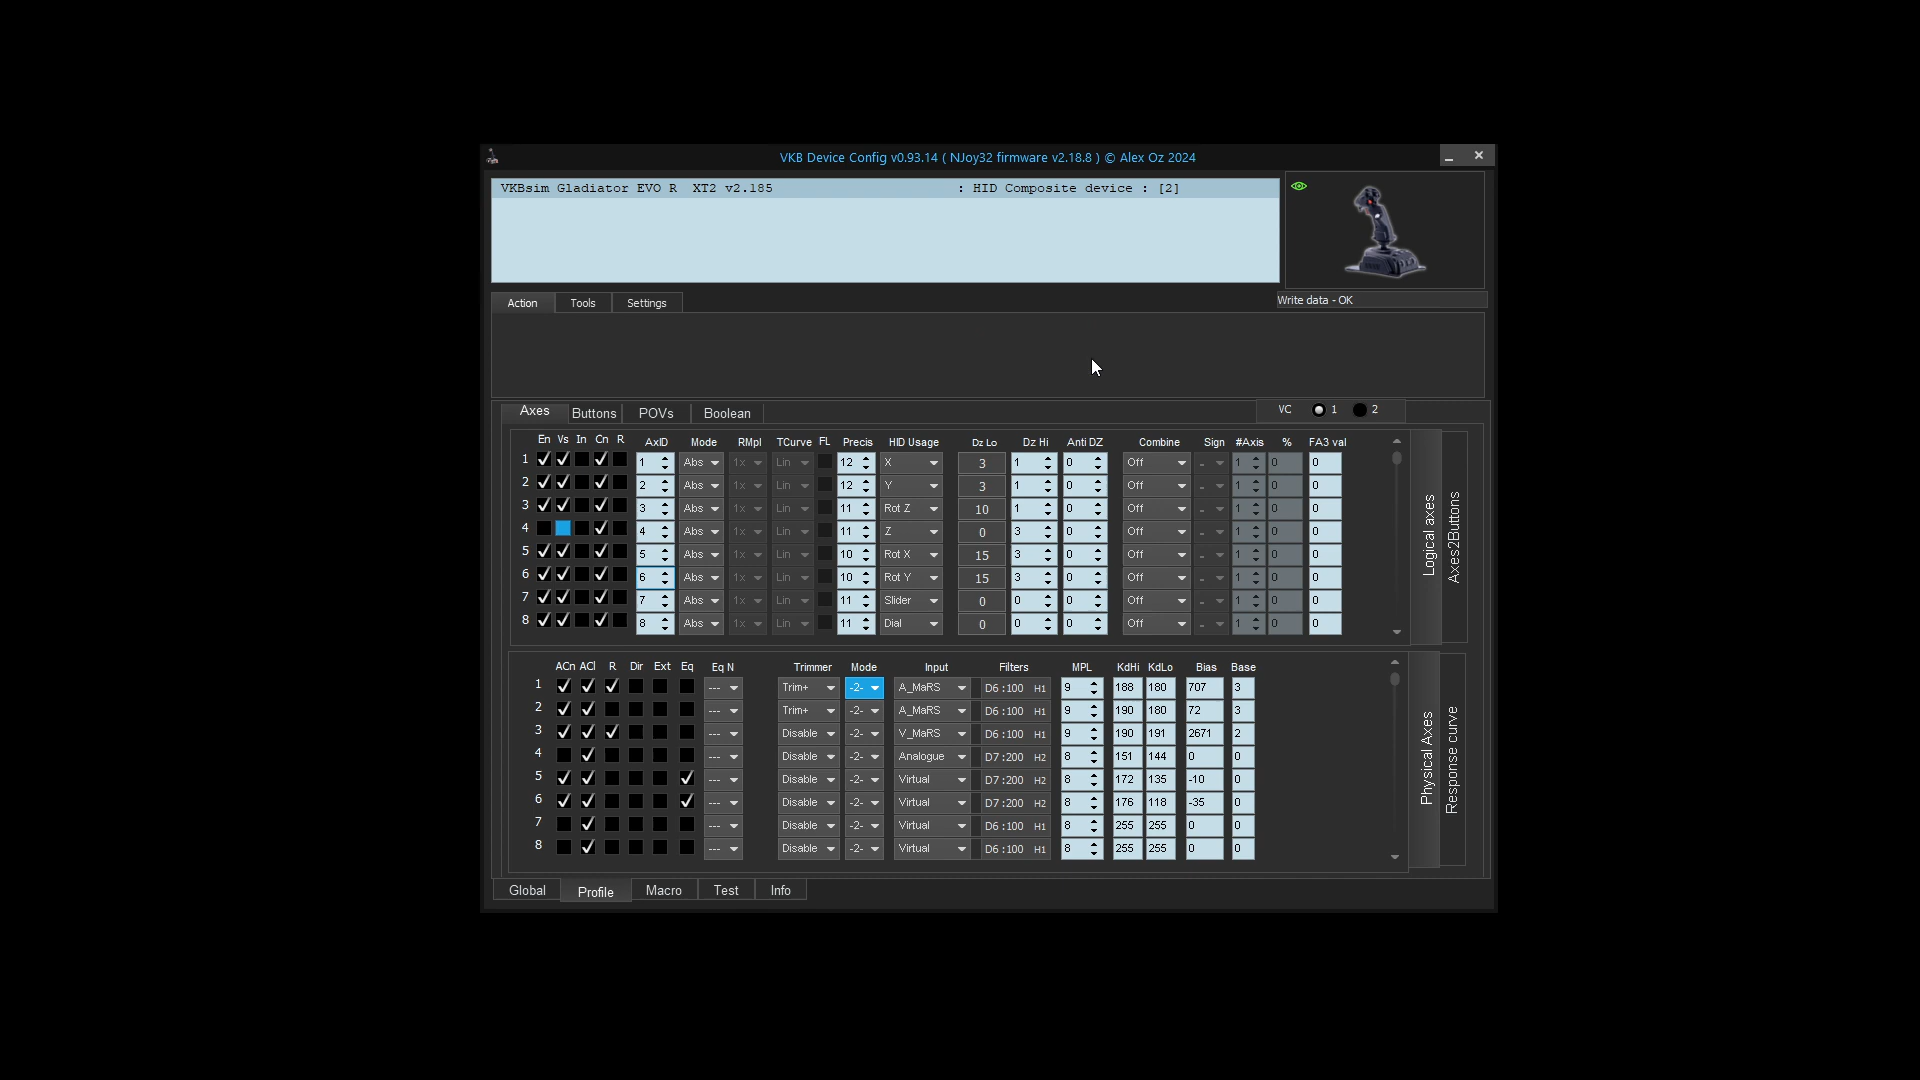 VKB Device Config v0.93.14 ( NJoy32 firmware v2.18.8 ) © Alex Oz 2024
VKBsim Gladiator EVO R XT2 v2.185 : HID Composite device : [2]
Action Tools Settings
Write data - OK
Axes Buttons POVs Boolean
VC 1 2
En Vs In Cn R AxID Mode RMpl TCurve FL Precis HID Usage Dz Lo Dz Hi Anti DZ Combine Sign #Axis % FA3 val
1 1 Abs 1x Lin 12 X 3 1 0 Off - 1 0 0
2 2 Abs 1x Lin 12 Y 3 1 0 Off - 1 0 0
3 3 Abs 1x Lin 11 Rot Z 10 1 0 Off - 1 0 0
4 4 Abs 1x Lin 11 Z 0 3 0 Off - 1 0 0
5 5 Abs 1x Lin 10 Rot X 15 3 0 Off - 1 0 0
6 6 Abs 1x Lin 10 Rot Y 15 3 0 Off - 1 0 0
7 7 Abs 1x Lin 11 Slider 0 0 0 Off - 1 0 0
8 8 Abs 1x Lin 11 Dial 0 0 0 Off - 1 0 0
Logical axes
Axes2Buttons
ACn ACl R Dir Ext Eq Eq N Trimmer Mode Input Filters MPL KdHi KdLo Bias Base
1 --- Trim+ -2- A_MaRS D6 :100 H1 9 188 180 707 3
2 --- Trim+ -2- A_MaRS D6 :100 H1 9 190 180 72 3
3 --- Disable -2- V_MaRS D6 :100 H1 9 190 191 2671 2
4 --- Disable -2- Analogue D7 :200 H2 8 151 144 0 0
5 --- Disable -2- Virtual D7 :200 H2 8 172 135 -10 0
6 --- Disable -2- Virtual D7 :200 H2 8 176 118 -35 0
7 --- Disable -2- Virtual D6 :100 H1 8 255 255 0 0
8 --- Disable -2- Virtual D6 :100 H1 8 255 255 0 0
Physical Axes
Response curve
Global Profile Macro Test Info